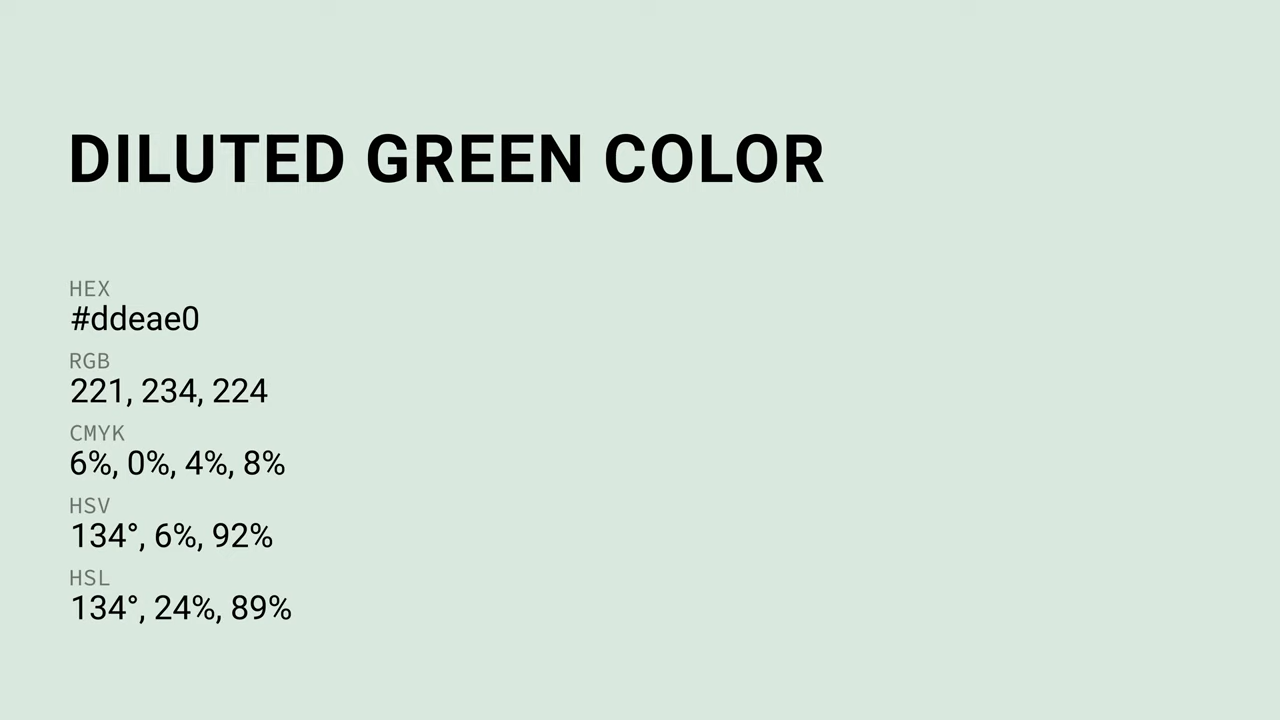 DILUTED GREEN COLOR
HEX
#ddeae0
RGB
221, 234, 224
CMYK
6%, 0%, 4%, 8%
HSV
134°, 6%, 92%
HSL
134°, 24%, 89%